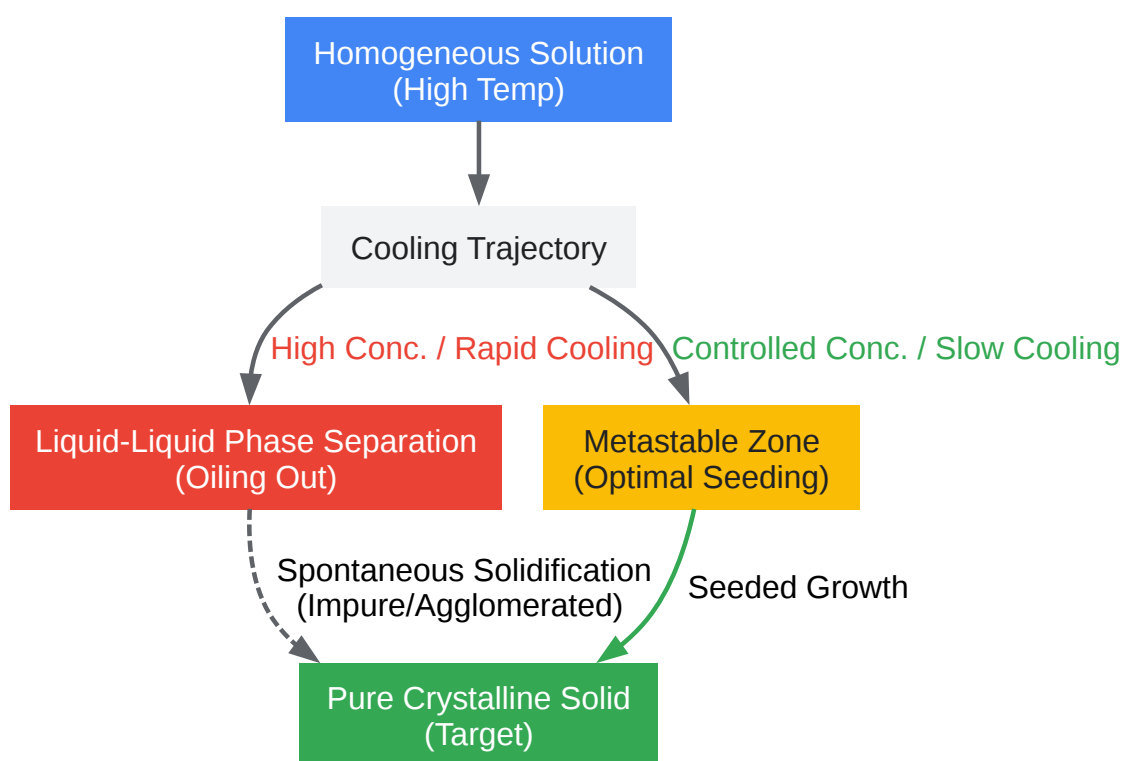 Homogeneous Solution
(High Temp)
Cooling Trajectory
High Conc. / Rapid Cooling
Controlled Conc. / Slow Cooling
Liquid-Liquid Phase Separation
(Oiling Out)
Metastable Zone
(Optimal Seeding)
Spontaneous Solidification
(Impure/Agglomerated)
Seeded Growth
Pure Crystalline Solid
(Target)